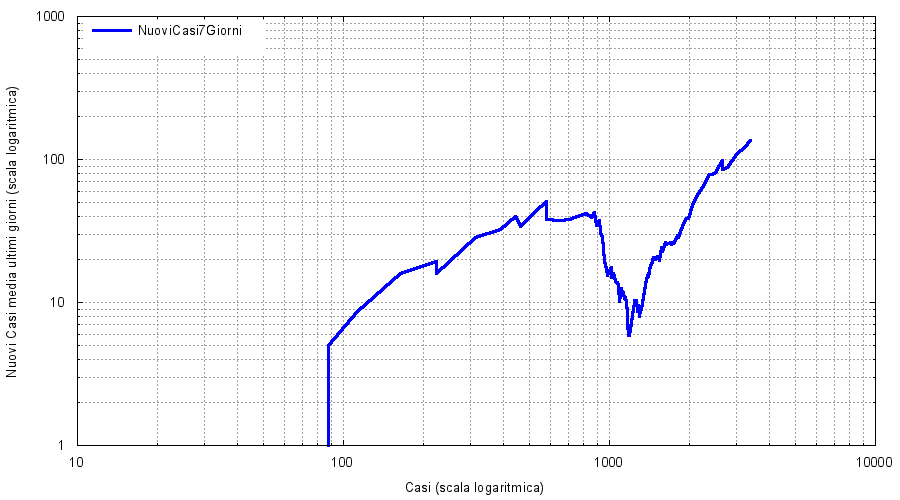 1000
NuoviCasi7Giorni
100
10
1
10 100 1000 10000
Nuovi Casi media ultimi giorni (scala logaritmica)
Casi (scala logaritmica)